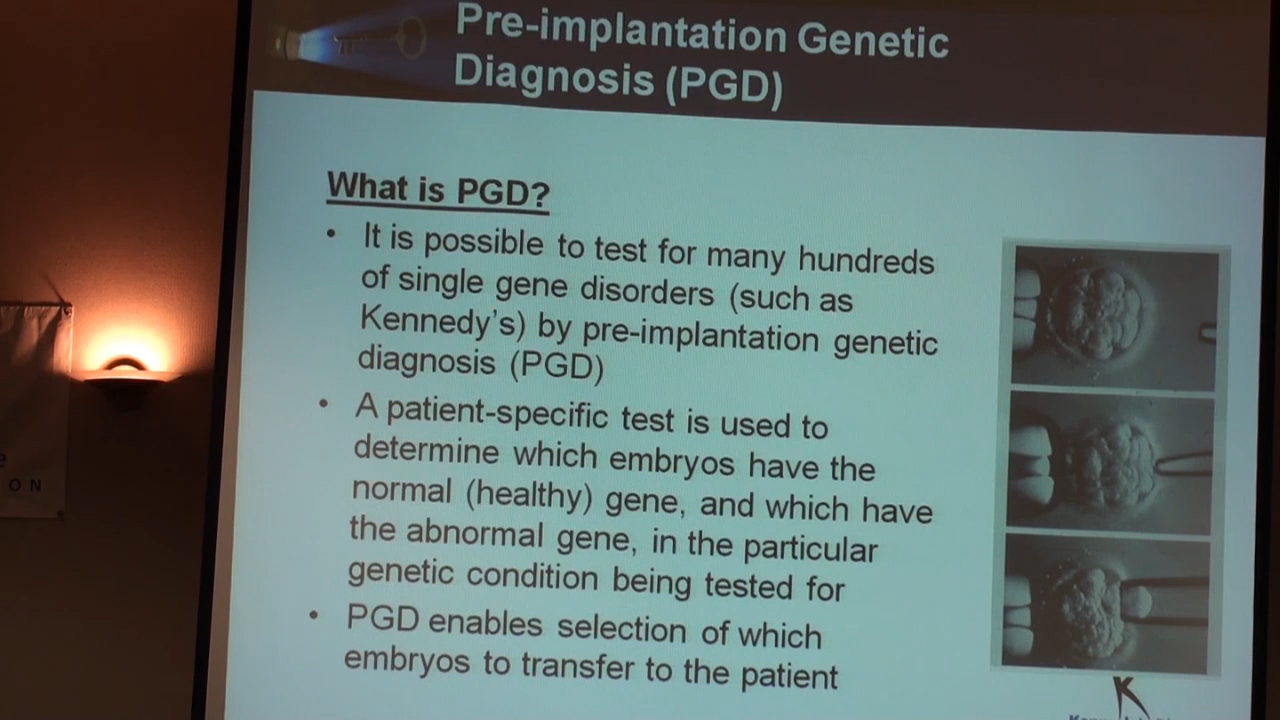 Pre-implantation Genetic
Diagnosis (PGD)
What is PGD?
• It is possible to test for many hundreds
of single gene disorders (such as
Kennedy's) by pre-implantation genetic
diagnosis (PGD)
• A patient-specific test is used to
determine which embryos have the
normal (healthy) gene, and which have
the abnormal gene, in the particular
genetic condition being tested for
• PGD enables selection of which
embryos to transfer to the patient
K
ON